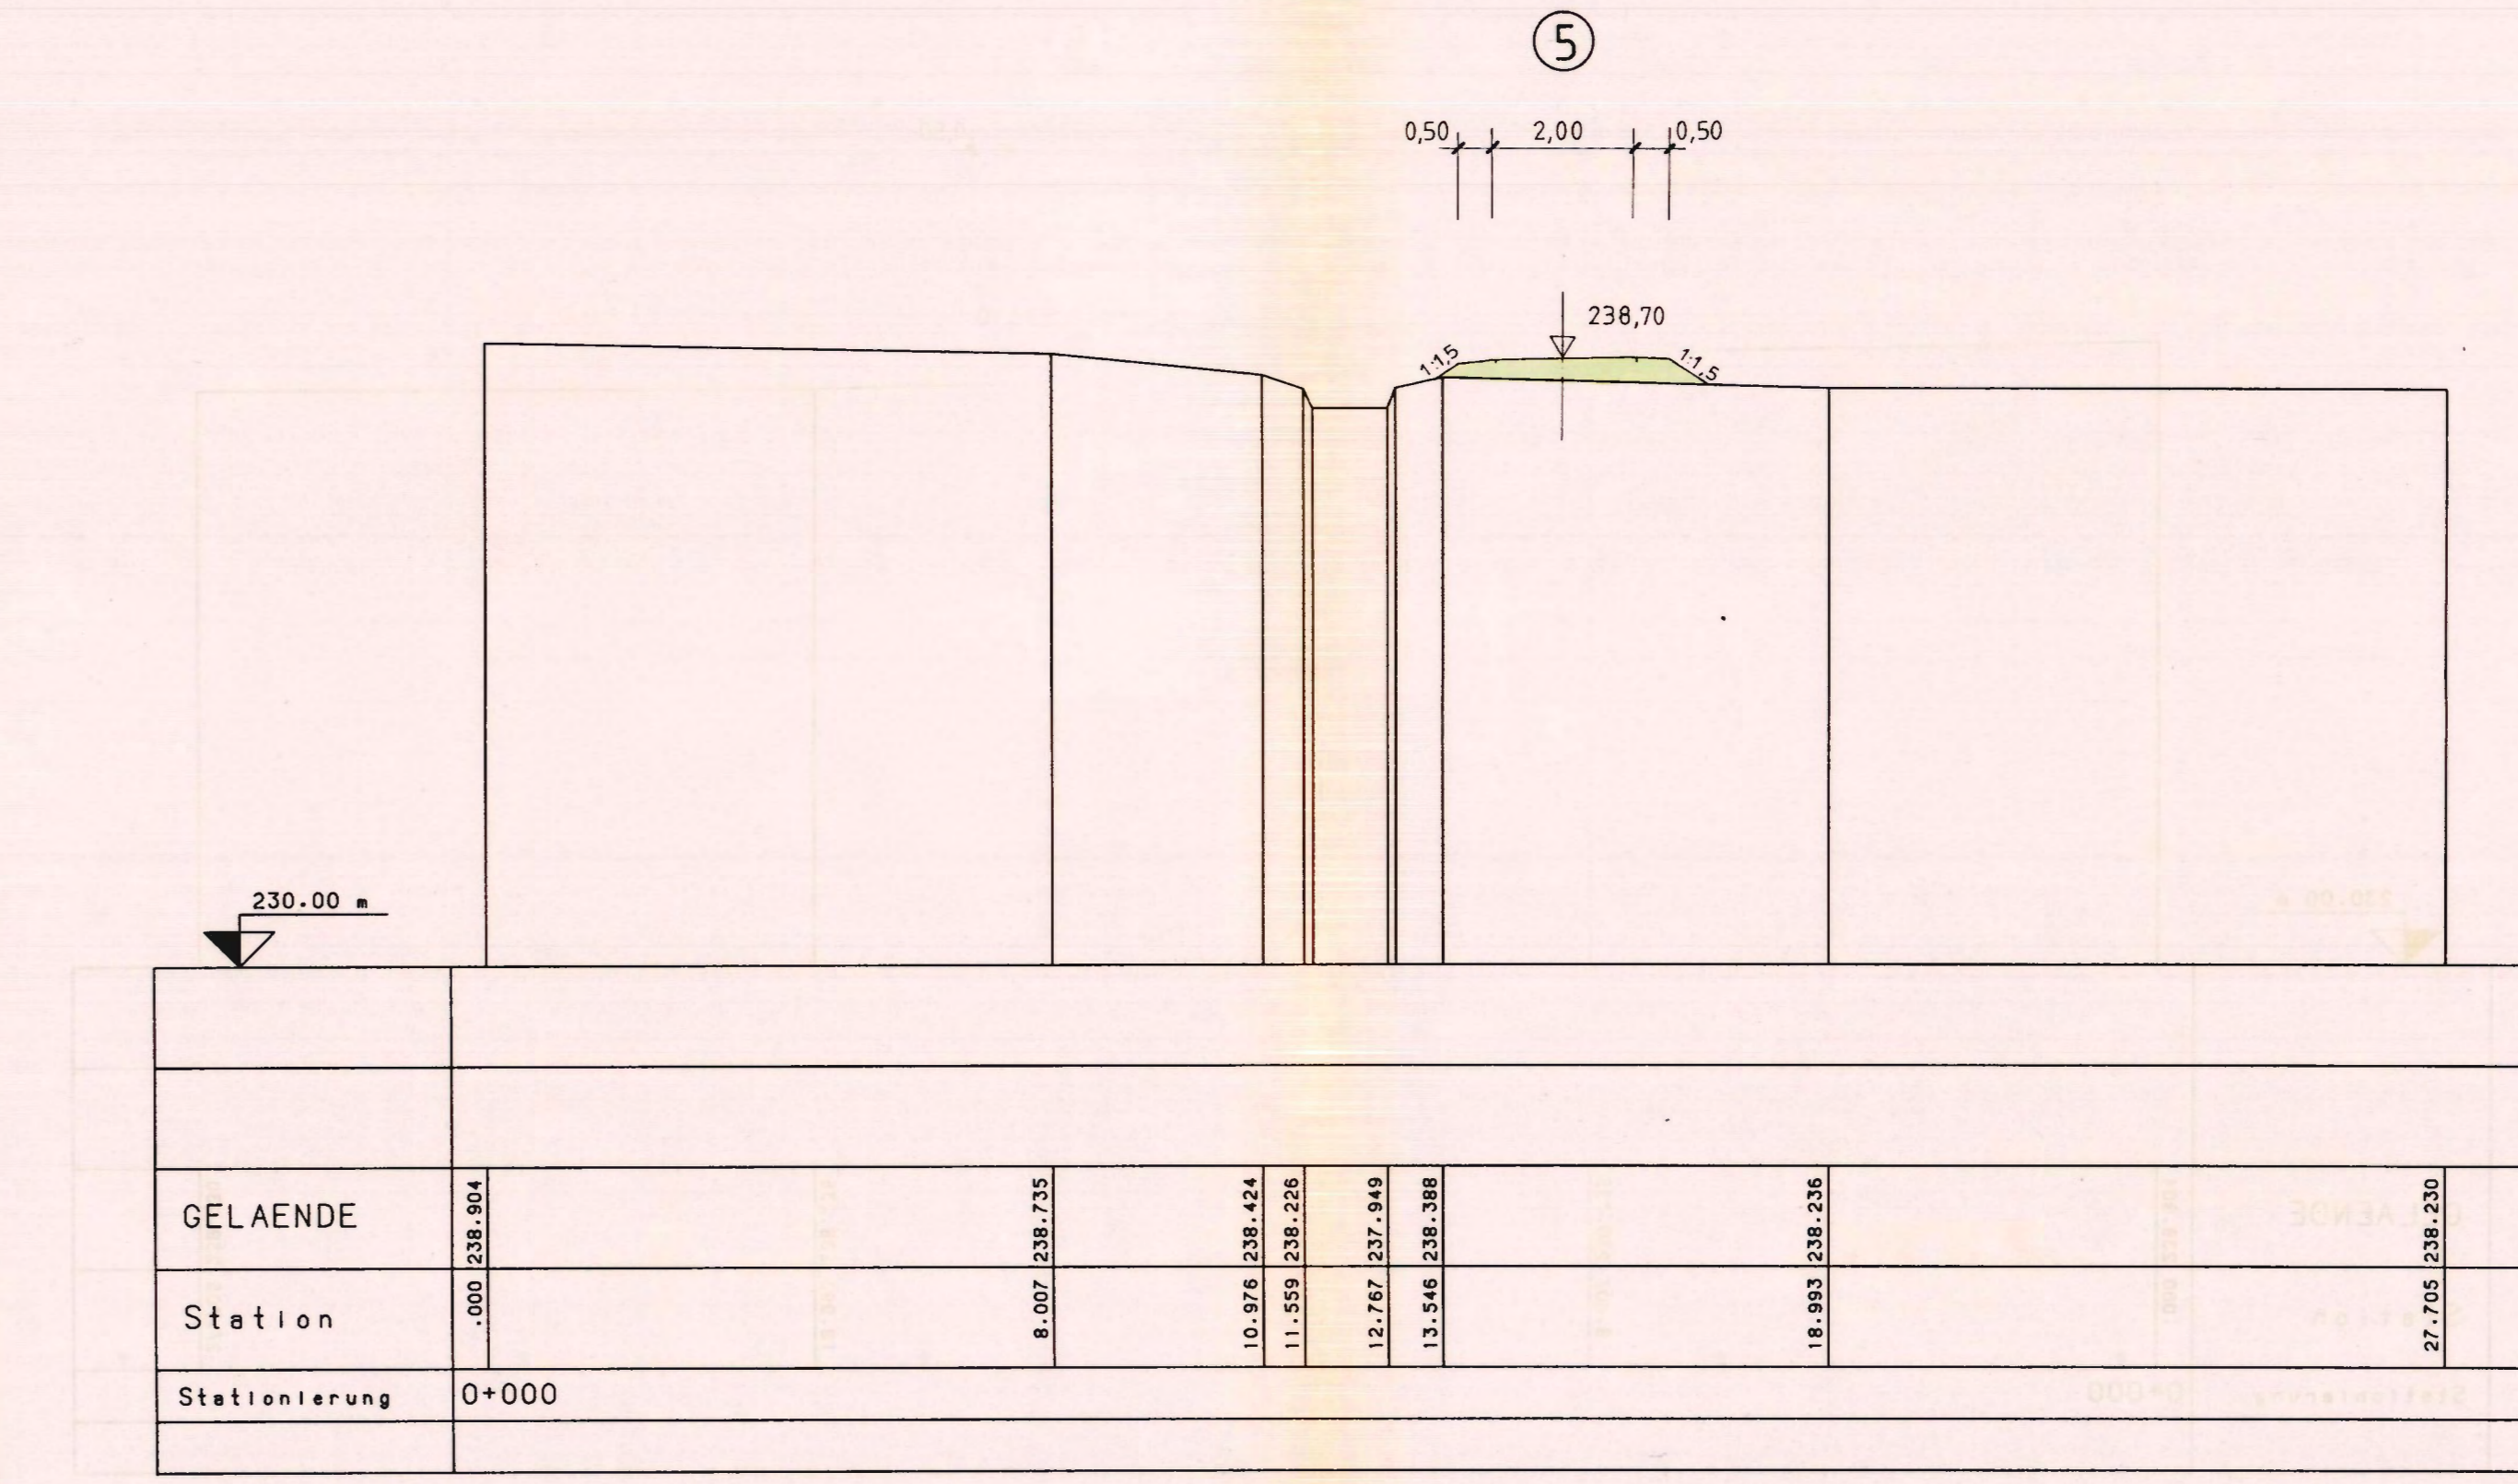 5
0,50 2,00 0,50
238,70
1:1,5 1:1,5
230.00 m
GELAENDE 238.904 238.735 238.424 238.226 237.949 238.388 238.236 238.230
Station .000 8.007 10.976 11.559 12.767 13.546 18.993 27.705
Stationierung 0+000